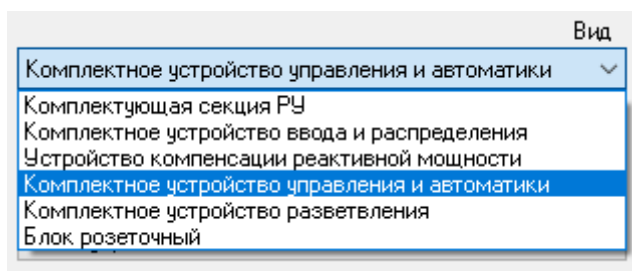 Вид
Комплектное устройство управления и автоматики
Комплектующая секция РУ
Комплектное устройство ввода и распределения
Устройство компенсации реактивной мощности
Комплектное устройство управления и автоматики
Комплектное устройство разветвления
Блок розеточный